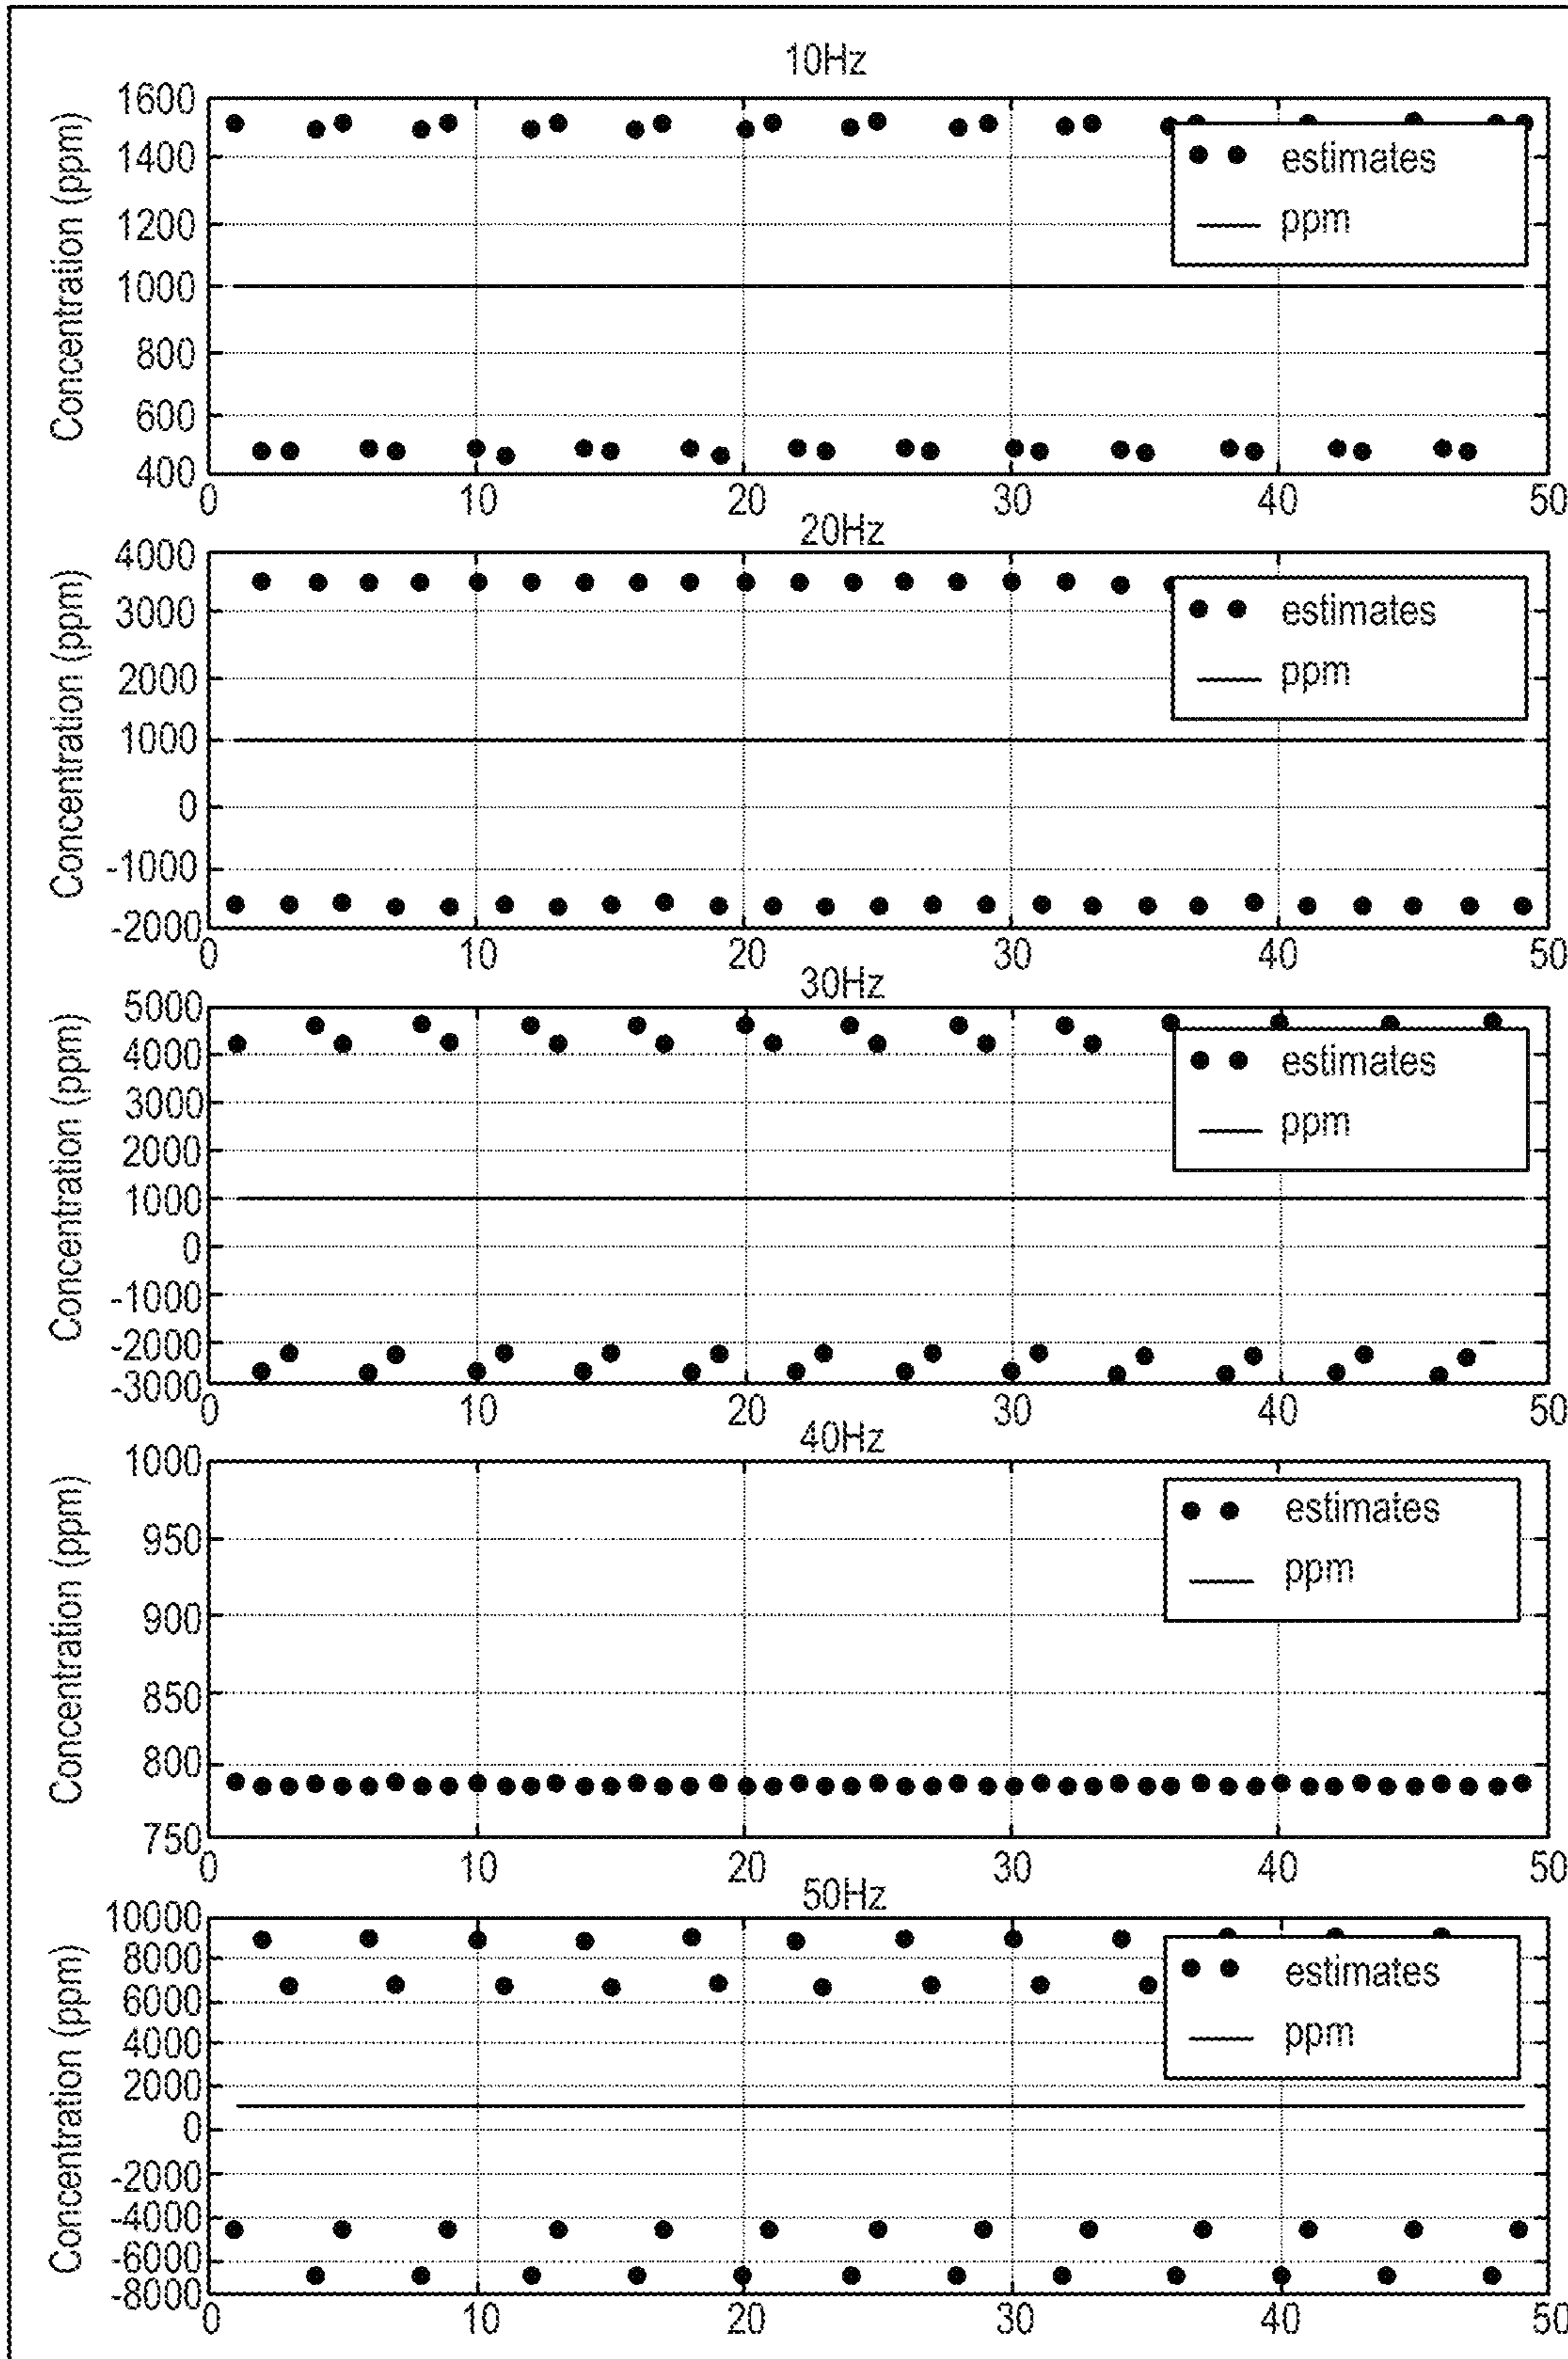 10Hz
Concentration (ppm)
1600
1400
1200
1000
800
600
400
0 10 20 30 40 50
estimates
ppm
20Hz
Concentration (ppm)
4000
3000
2000
1000
0
-1000
-2000
0 10 20 30 40 50
estimates
ppm
30Hz
Concentration (ppm)
5000
4000
3000
2000
1000
0
-1000
-2000
-3000
0 10 20 30 40 50
estimates
ppm
40Hz
Concentration (ppm)
1000
950
900
850
800
750
0 10 20 30 40 50
estimates
ppm
50Hz
Concentration (ppm)
10000
8000
6000
4000
2000
0
-2000
-4000
-6000
-8000
0 10 20 30 40 50
estimates
ppm